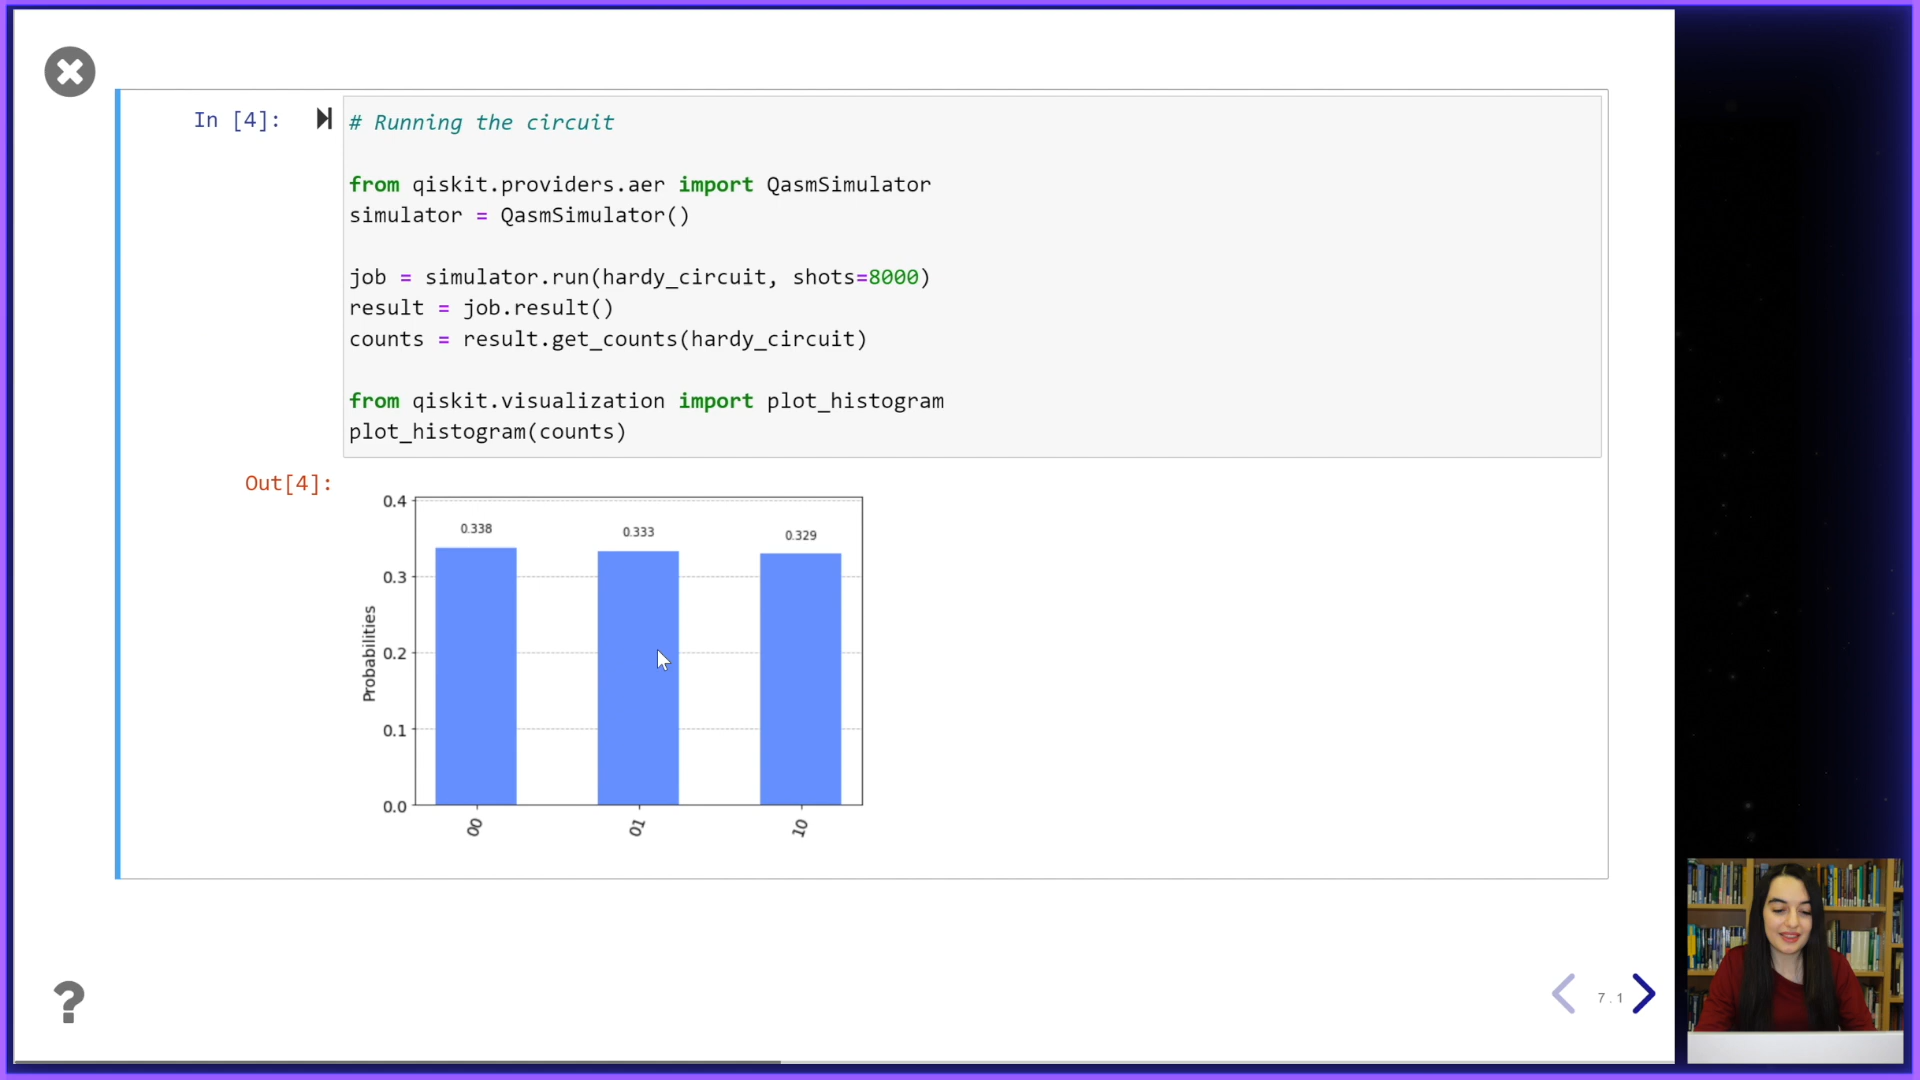 In [4]:
# Running the circuit
from qiskit.providers.aer import QasmSimulator
simulator = QasmSimulator()
job = simulator.run(hardy_circuit, shots=8000)
result = job.result()
counts = result.get_counts(hardy_circuit)
from qiskit.visualization import plot_histogram
plot_histogram(counts)
Out[4]:
0.4
0.338
0.333
0.329
0.3
Probabilities
0.2
0.1
0.0
00
01
10
?
7.1